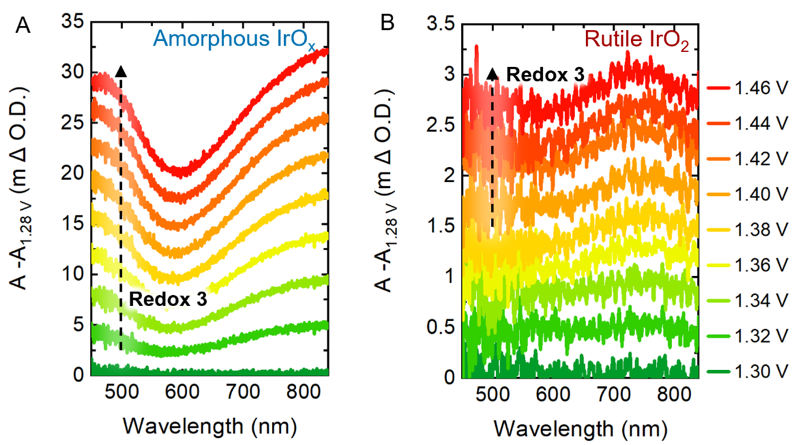 A
Amorphous IrOₓ
A -A₁.₂₈ ᵥ (m Δ O.D.)
35
30
25
20
15
10
5
0
Redox 3
Redox 3
500 600 700 800
Wavelength (nm)
B
Rutile IrO₂
A -A₁.₂₈ ᵥ (m Δ O.D.)
3.5
3
2.5
2
1.5
1
0.5
0
Redox 3
500 600 700 800
Wavelength (nm)
1.46 V
1.44 V
1.42 V
1.40 V
1.38 V
1.36 V
1.34 V
1.32 V
1.30 V